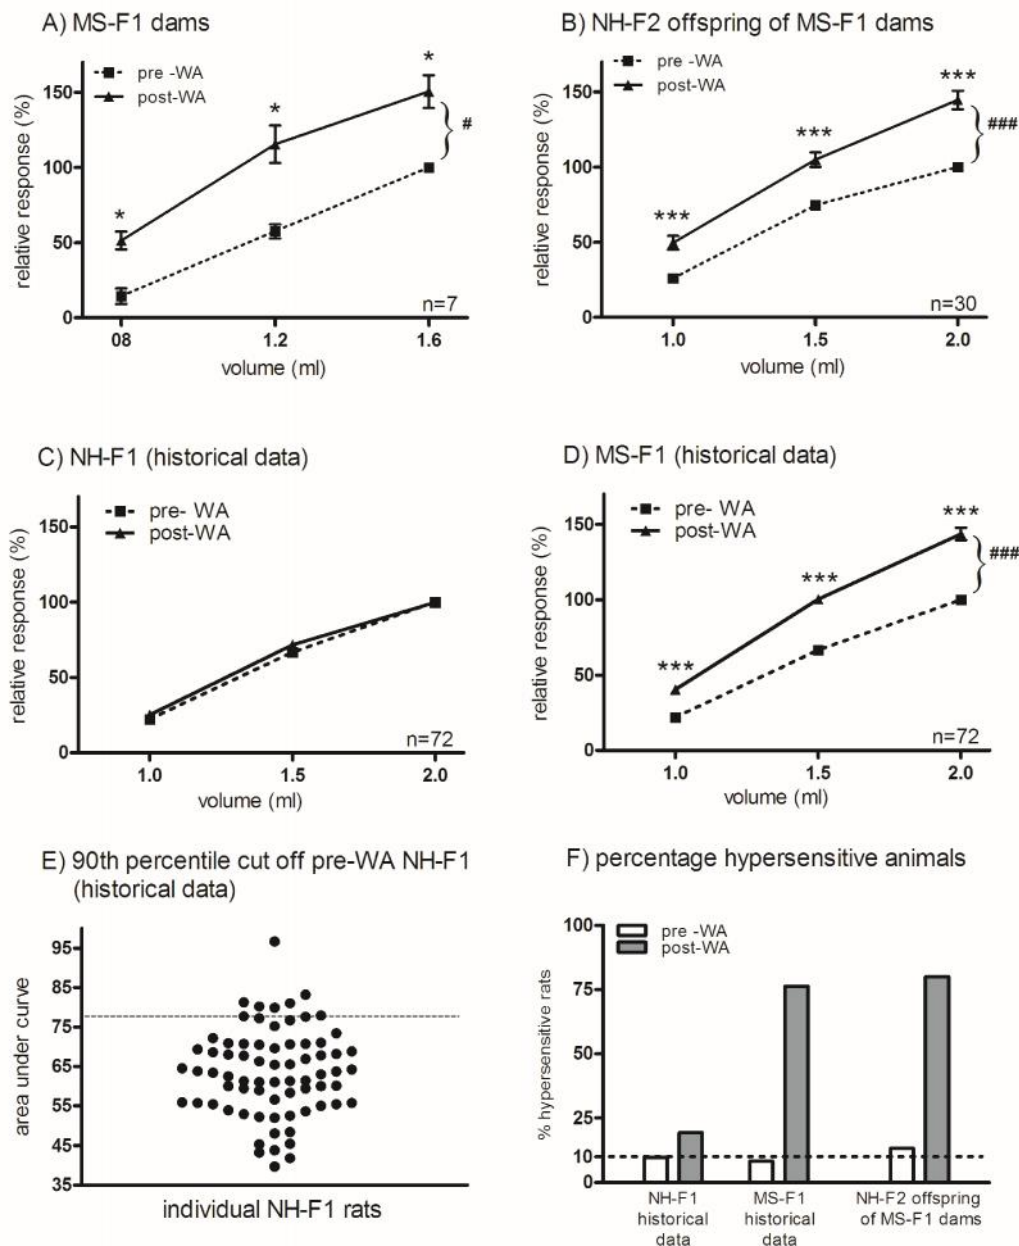 A) MS-F1 dams
pre -WA
post-WA
relative response (%)
150
100
50
0
*
*
*
#
n=7
08
1.2
1.6
volume (ml)
B) NH-F2 offspring of MS-F1 dams
pre -WA
post-WA
relative response (%)
150
100
50
0
***
***
***
###
n=30
1.0
1.5
2.0
volume (ml)
C) NH-F1 (historical data)
pre- WA
post-WA
relative response (%)
150
100
50
0
n=72
1.0
1.5
2.0
volume (ml)
D) MS-F1 (historical data)
pre- WA
post-WA
relative response (%)
150
100
50
0
***
***
***
###
n=72
1.0
1.5
2.0
volume (ml)
E) 90th percentile cut off pre-WA NH-F1
(historical data)
area under curve
95
85
75
65
55
45
35
individual NH-F1 rats
F) percentage hypersensitive animals
pre -WA
post-WA
% hypersensitive rats
100
75
50
25
10
0
NH-F1
historical
data
MS-F1
historical
data
NH-F2 offspring
of MS-F1 dams